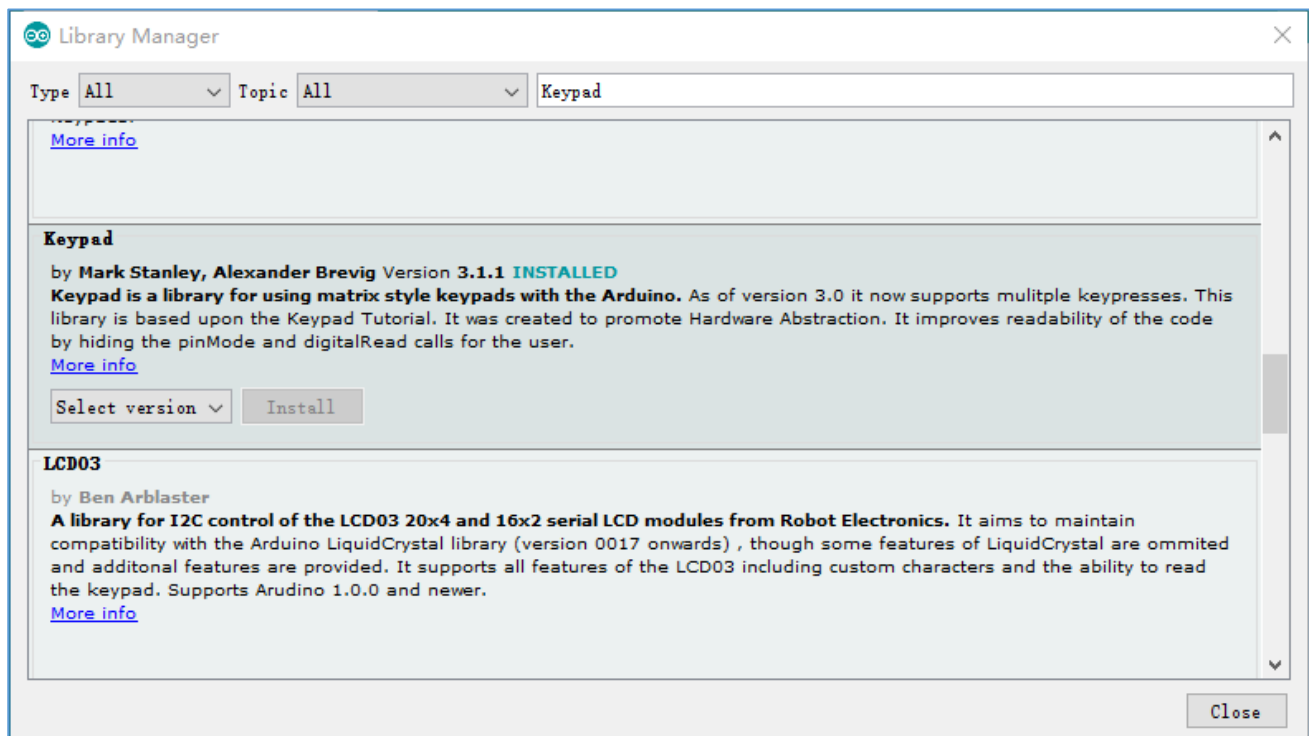 Library Manager
Type All Topic All Keypad
More info
Keypad
by Mark Stanley, Alexander Brevig Version 3.1.1 INSTALLED
Keypad is a library for using matrix style keypads with the Arduino. As of version 3.0 it now supports mulitple keypresses. This
library is based upon the Keypad Tutorial. It was created to promote Hardware Abstraction. It improves readability of the code
by hiding the pinMode and digitalRead calls for the user.
More info
Select version Install
LCD03
by Ben Arblaster
A library for I2C control of the LCD03 20x4 and 16x2 serial LCD modules from Robot Electronics. It aims to maintain
compatibility with the Arduino LiquidCrystal library (version 0017 onwards) , though some features of LiquidCrystal are ommited
and additonal features are provided. It supports all features of the LCD03 including custom characters and the ability to read
the keypad. Supports Arudino 1.0.0 and newer.
More info
Close